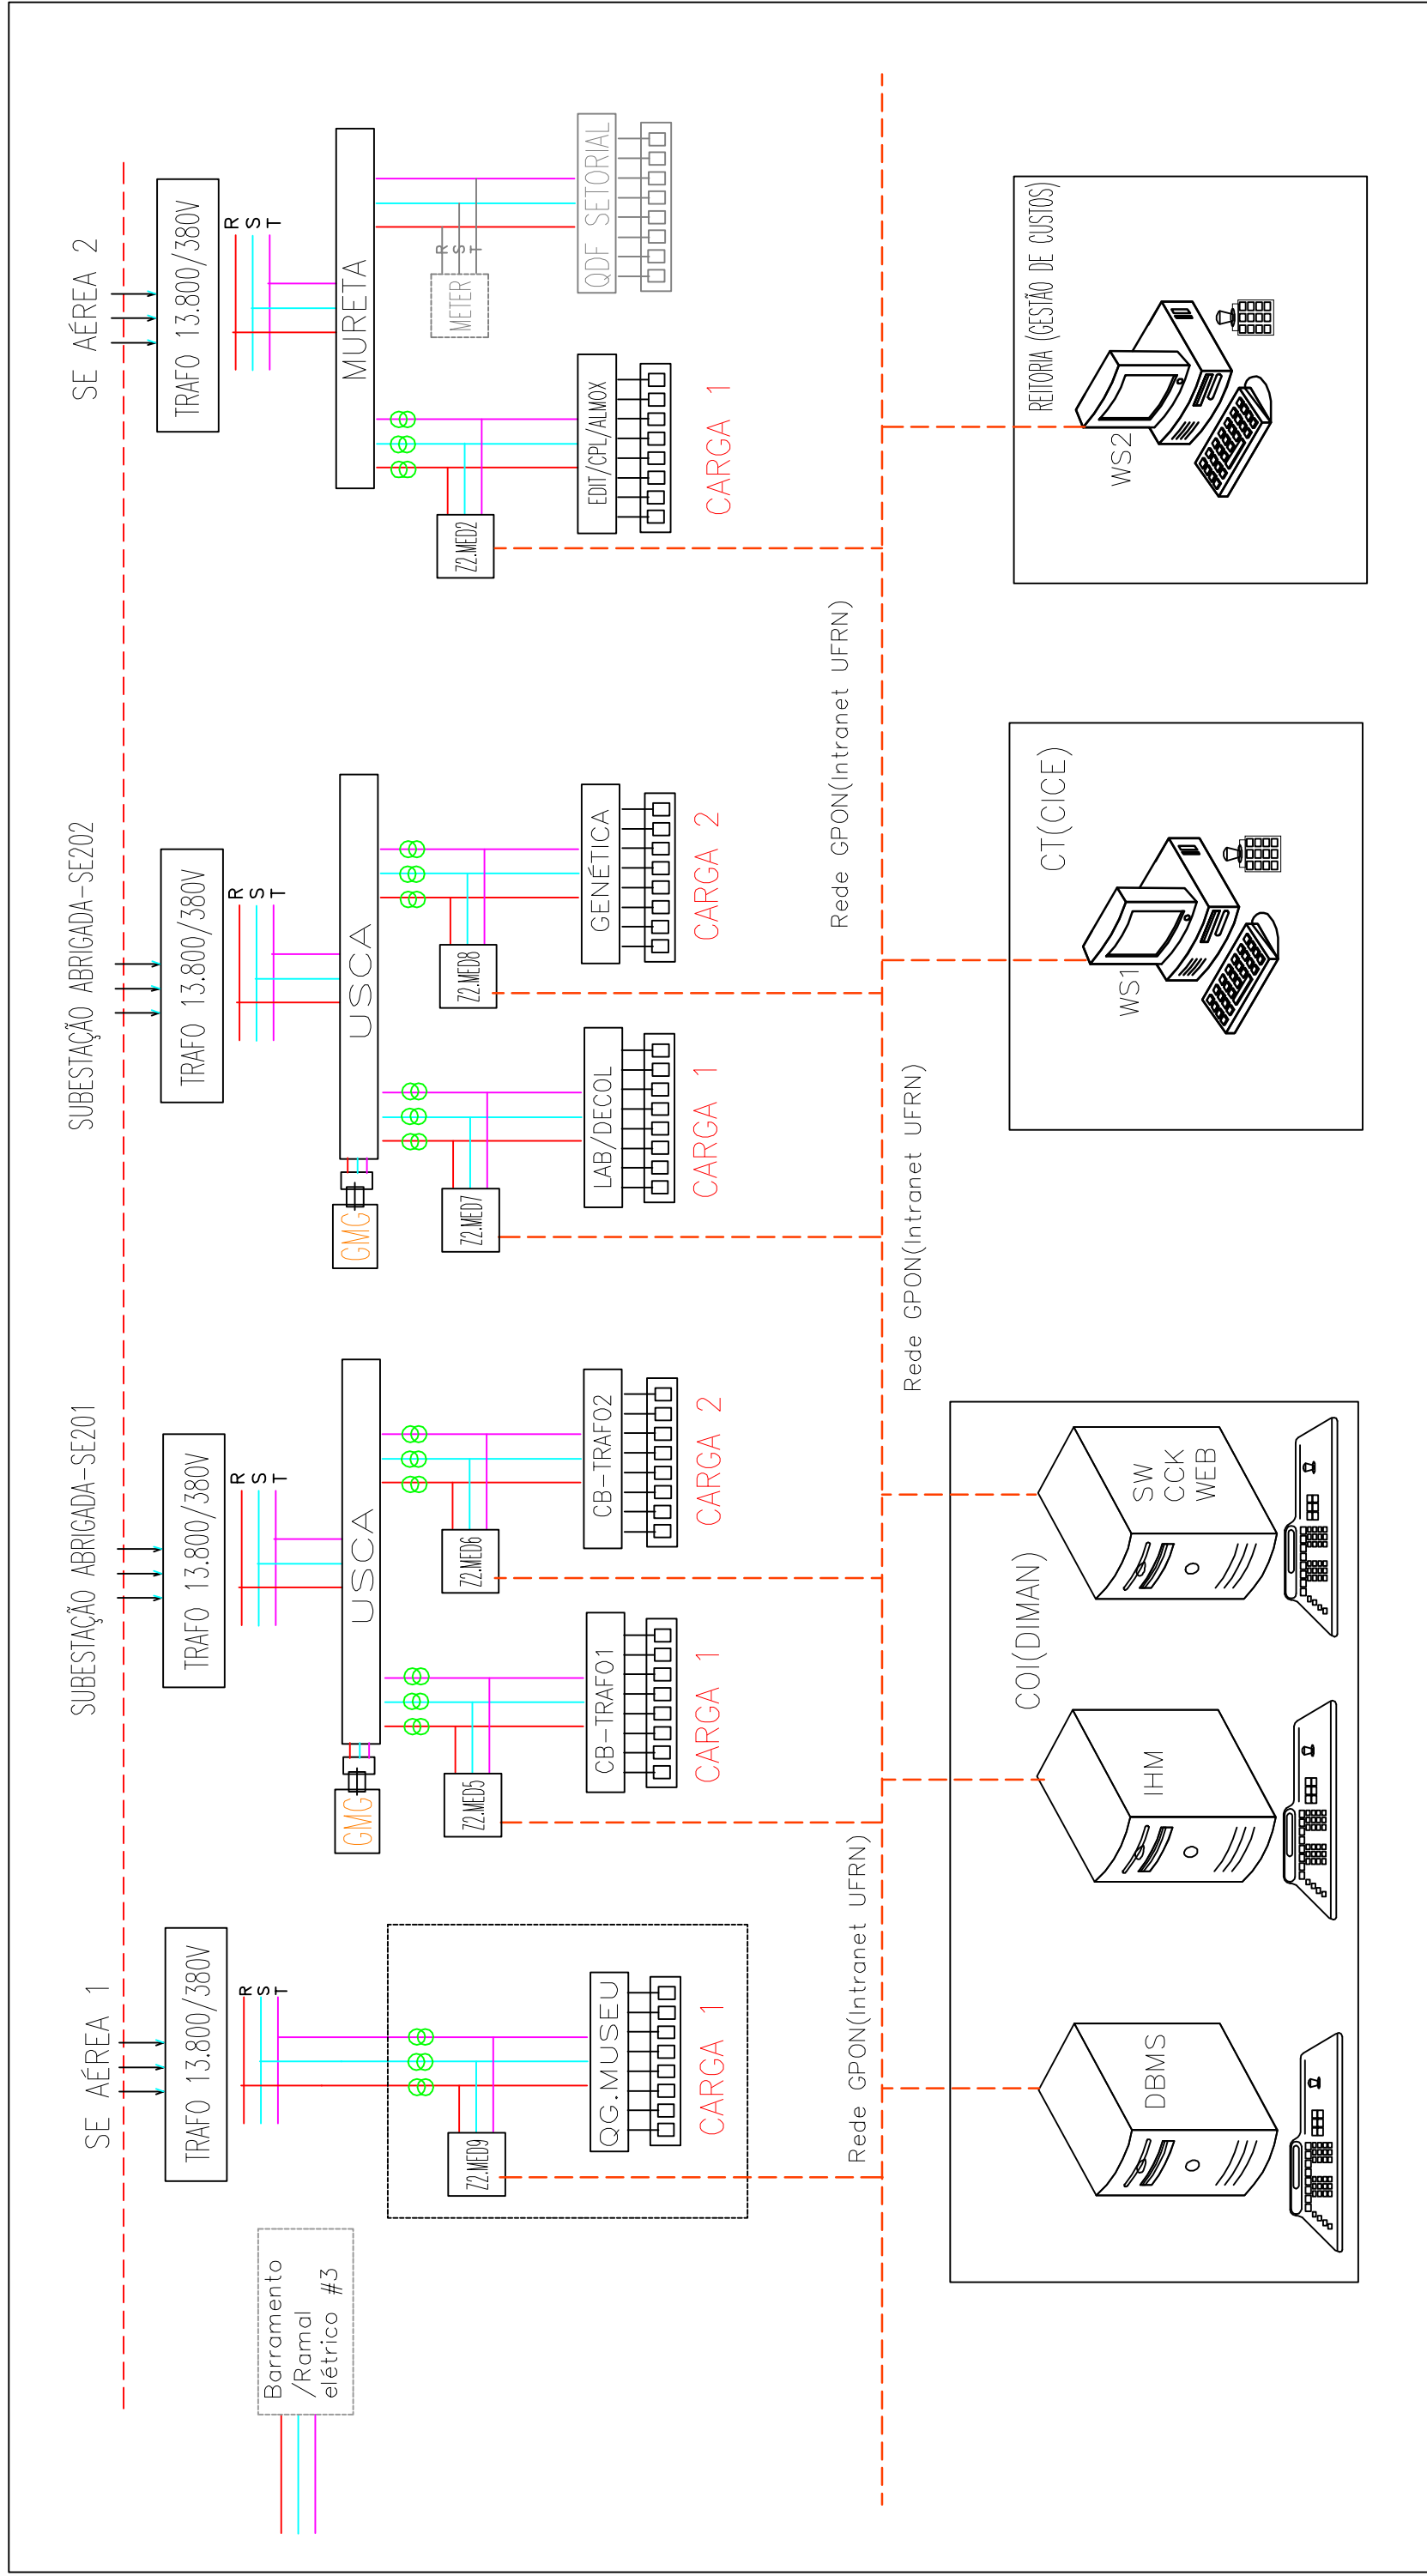 SE AÉREA 1
SUBESTAÇÃO ABRIGADA-SE201
SUBESTAÇÃO ABRIGADA-SE202
SE AÉREA 2
TRAFO 13.800/380V
TRAFO 13.800/380V
TRAFO 13.800/380V
TRAFO 13.800/380V
R
S
T
R
S
T
R
S
T
R
S
T
Barramento
/Ramal
elétrico #3
GMG
USCA
GMG
USCA
MURETA
R
S
T
METER
Z2.MED9
Z2.MED5
Z2.MED6
Z2.MED7
Z2.MED8
Z2.MED2
QG.MUSEU
CB-TRAFO1
CB-TRAFO2
LAB/DECOL
GENÉTICA
EDIT/CPL/ALMOX
QDF SETORIAL
CARGA 1
CARGA 1
CARGA 2
CARGA 1
CARGA 2
CARGA 1
Rede GPON(Intranet UFRN)
Rede GPON(Intranet UFRN)
Rede GPON(Intranet UFRN)
COI(DIMAN)
DBMS
IHM
SW
CCK
WEB
CT(CICE)
WS1
REITORIA (GESTÃO DE CUSTOS)
WS2